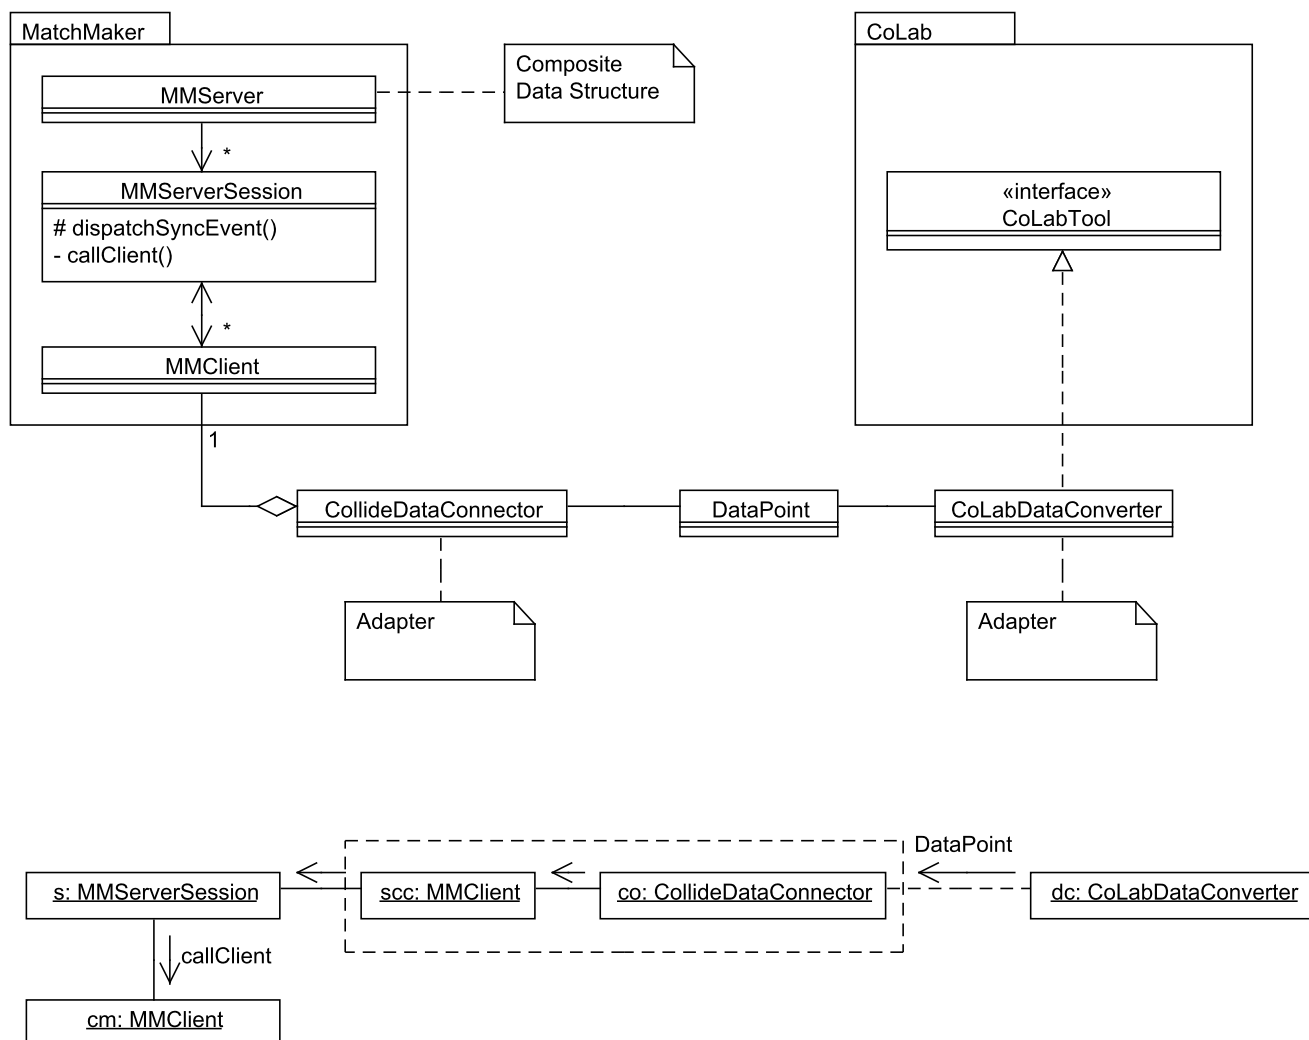 MatchMaker
CoLab
MMServer
Composite
Data Structure
*
MMServerSession
# dispatchSyncEvent()
- callClient()
«interface»
CoLabTool
*
MMClient
1
CollideDataConnector
DataPoint
CoLabDataConverter
Adapter
Adapter
DataPoint
s: MMServerSession
scc: MMClient
co: CollideDataConnector
dc: CoLabDataConverter
callClient
cm: MMClient